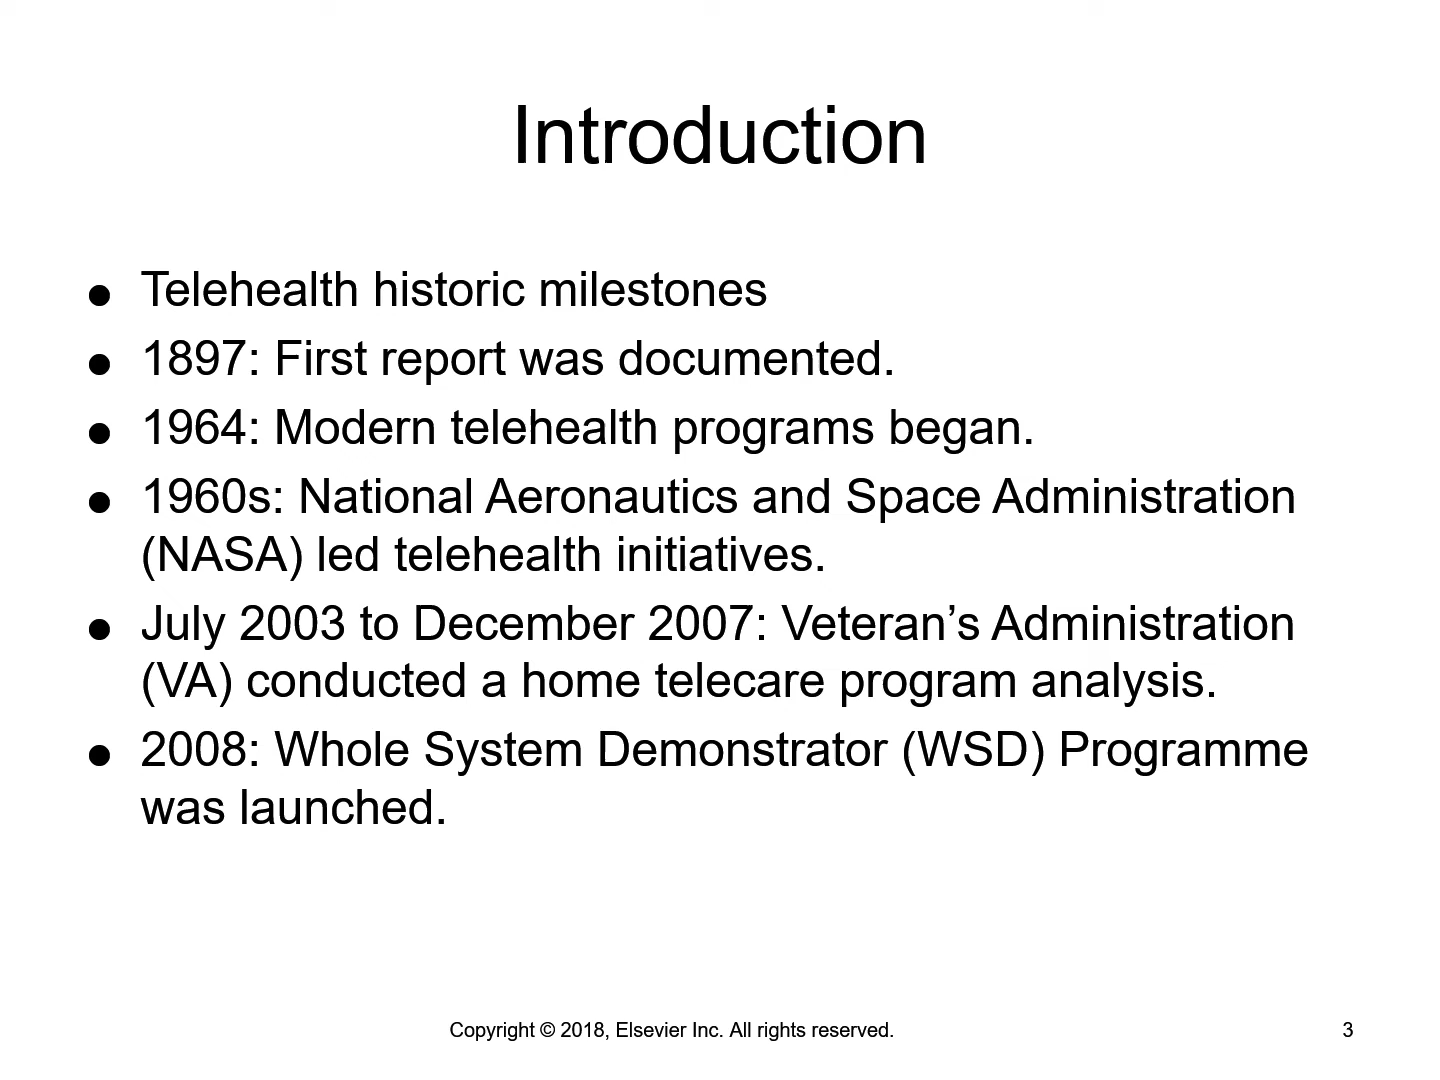 Introduction
● Telehealth historic milestones
● 1897: First report was documented.
● 1964: Modern telehealth programs began.
● 1960s: National Aeronautics and Space Administration
(NASA) led telehealth initiatives.
● July 2003 to December 2007: Veteran’s Administration
(VA) conducted a home telecare program analysis.
● 2008: Whole System Demonstrator (WSD) Programme
was launched.
Copyright © 2018, Elsevier Inc. All rights reserved.
3